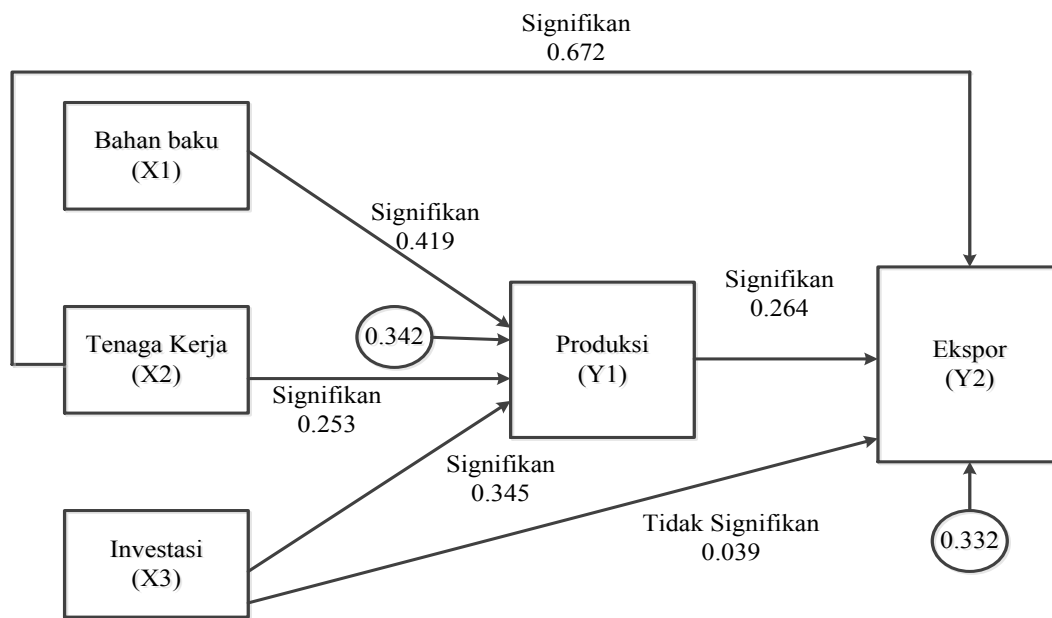 Signifikan
0.672
Bahan baku
(X1)
Signifikan
0.419
Signifikan
0.264
0.342
Tenaga Kerja
(X2)
Produksi
(Y1)
Ekspor
(Y2)
Signifikan
0.253
Signifikan
0.345
Tidak Signifikan
0.039
0.332
Investasi
(X3)